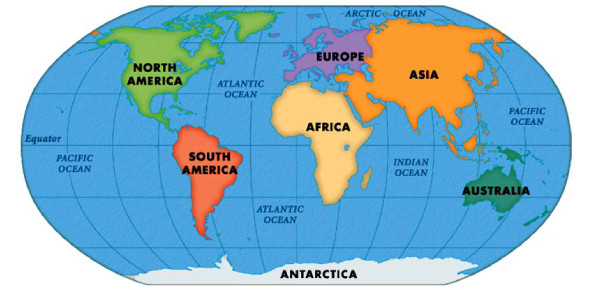 ARCTIC OCEAN
NORTH
AMERICA
EUROPE
ASIA
ATLANTIC
OCEAN
PACIFIC
OCEAN
AFRICA
Equator
PACIFIC
OCEAN
SOUTH
AMERICA
INDIAN
OCEAN
AUSTRALIA
ATLANTIC
OCEAN
ANTARCTICA